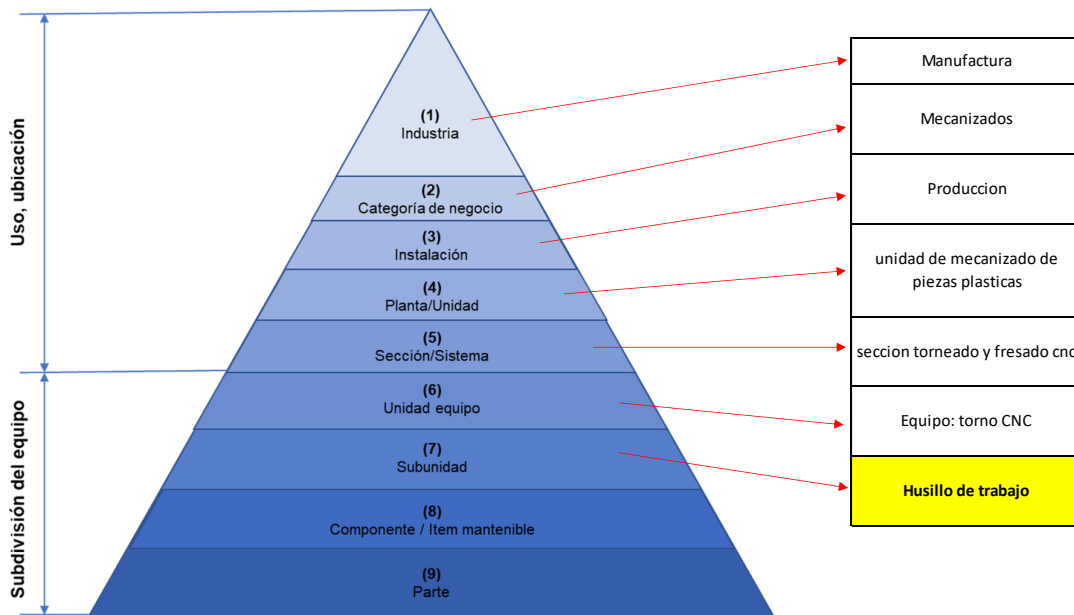 Uso, ubicación
Subdivisión del equipo
(1)
Industria
(2)
Categoría de negocio
(3)
Instalación
(4)
Planta/Unidad
(5)
Sección/Sistema
(6)
Unidad equipo
(7)
Subunidad
(8)
Componente / Item mantenible
(9)
Parte
Manufactura
Mecanizados
Produccion
unidad de mecanizado de
piezas plasticas
seccion torneado y fresado cnc
Equipo: torno CNC
Husillo de trabajo